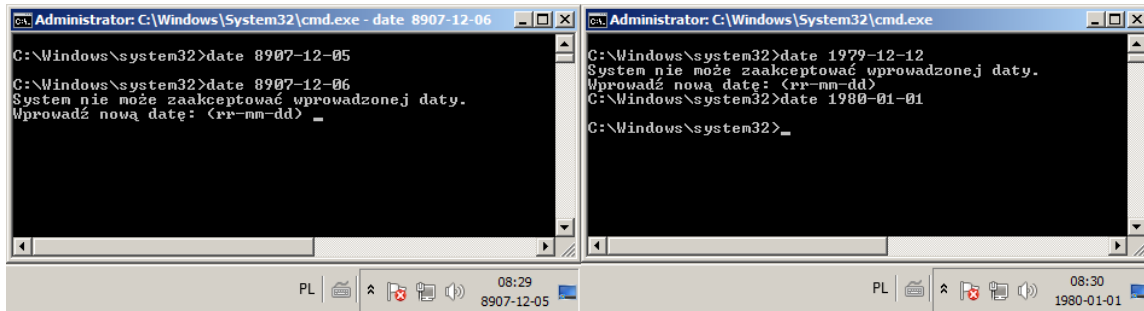 Administrator: C:\Windows\System32\cmd.exe - date 8907-12-06
C:\Windows\system32>date 8907-12-05
C:\Windows\system32>date 8907-12-06
System nie może zaakceptować wprowadzonej daty.
Wprowadź nową datę: (rr-mm-dd) _
PL
08:29
8907-12-05
Administrator: C:\Windows\System32\cmd.exe
C:\Windows\system32>date 1979-12-12
System nie może zaakceptować wprowadzonej daty.
Wprowadź nową datę: (rr-mm-dd)
C:\Windows\system32>date 1980-01-01
C:\Windows\system32>_
PL
08:30
1980-01-01